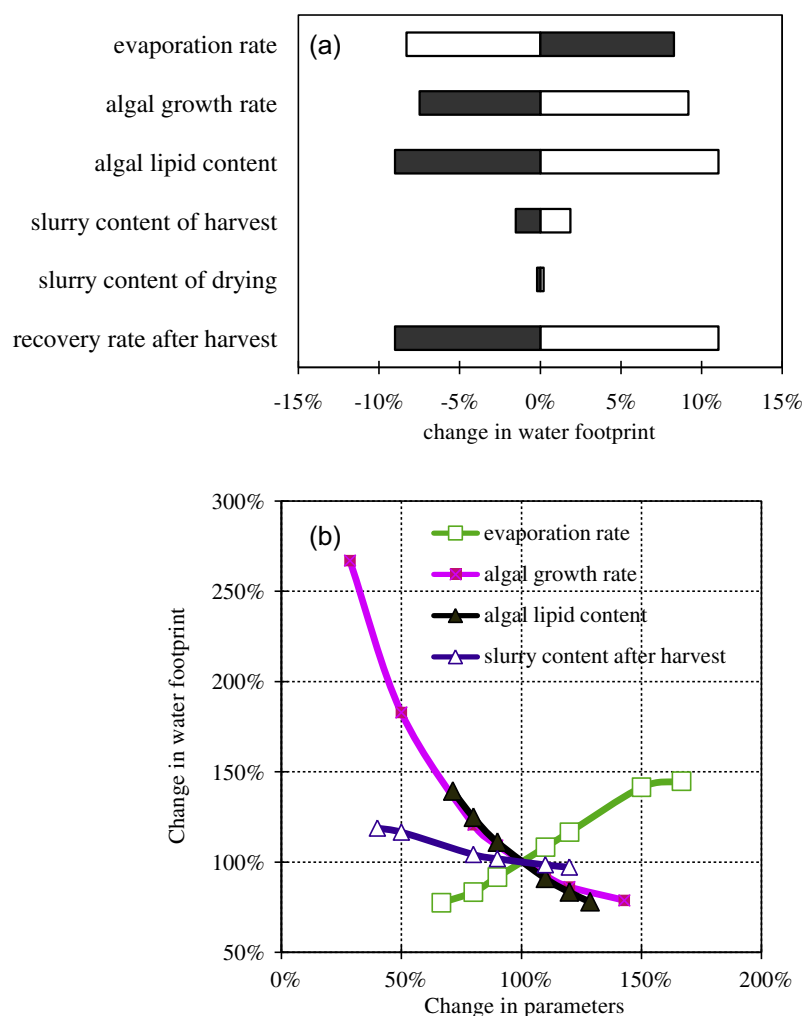 (a)
evaporation rate
algal growth rate
algal lipid content
slurry content of harvest
slurry content of drying
recovery rate after harvest
-15% -10% -5% 0% 5% 10% 15%
change in water footprint
(b)
300%
250%
200%
150%
100%
50%
Change in water footprint
evaporation rate
algal growth rate
algal lipid content
slurry content after harvest
0% 50% 100% 150% 200%
Change in parameters